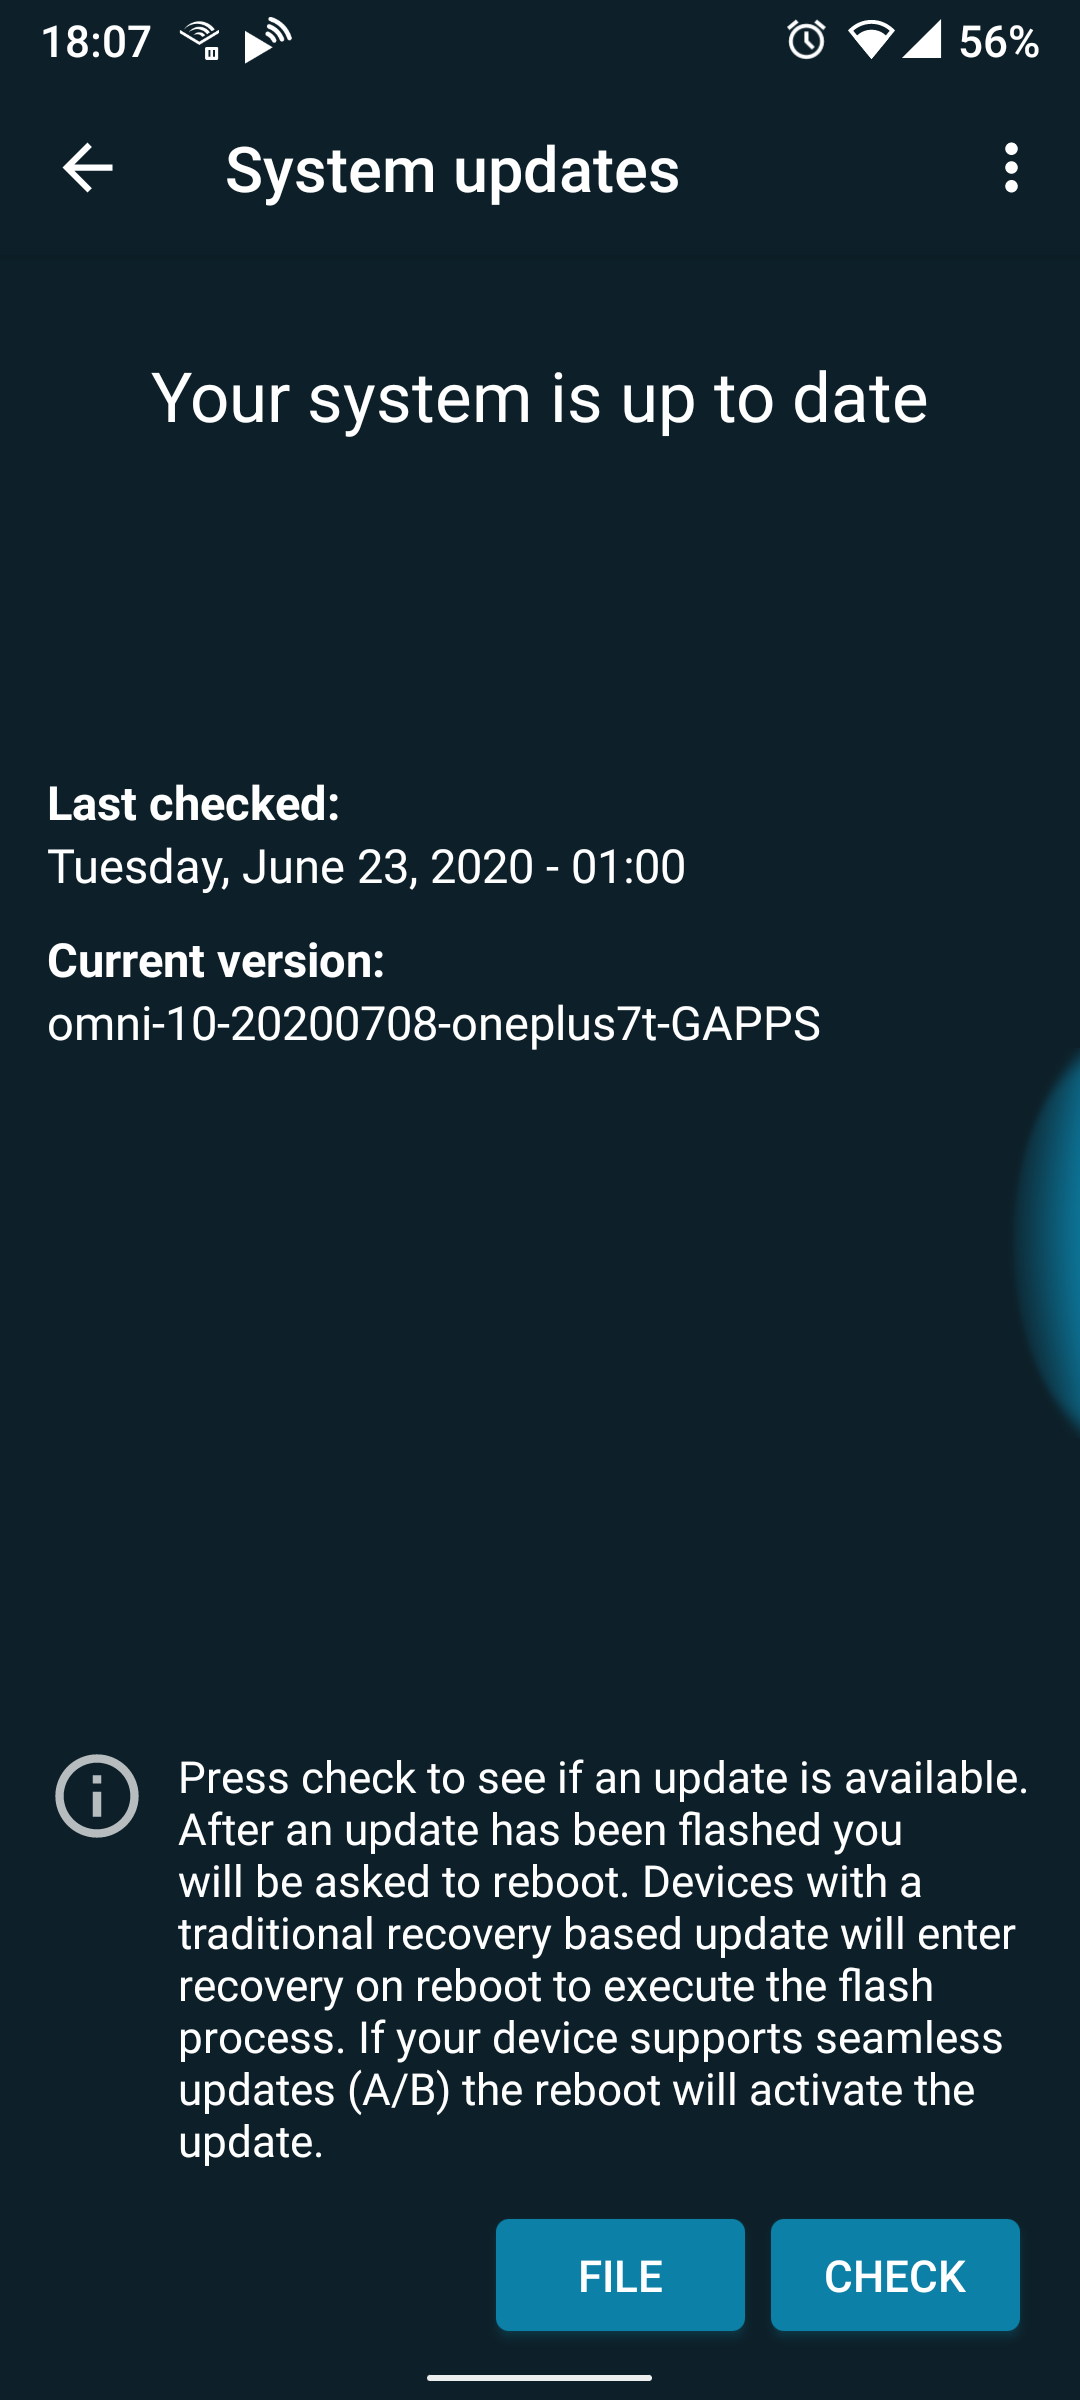 18:07
56%
System updates
Your system is up to date
Last checked:
Tuesday, June 23, 2020 - 01:00
Current version:
omni-10-20200708-oneplus7t-GAPPS
Press check to see if an update is available.
After an update has been flashed you
will be asked to reboot. Devices with a
traditional recovery based update will enter
recovery on reboot to execute the flash
process. If your device supports seamless
updates (A/B) the reboot will activate the
update.
FILE
CHECK